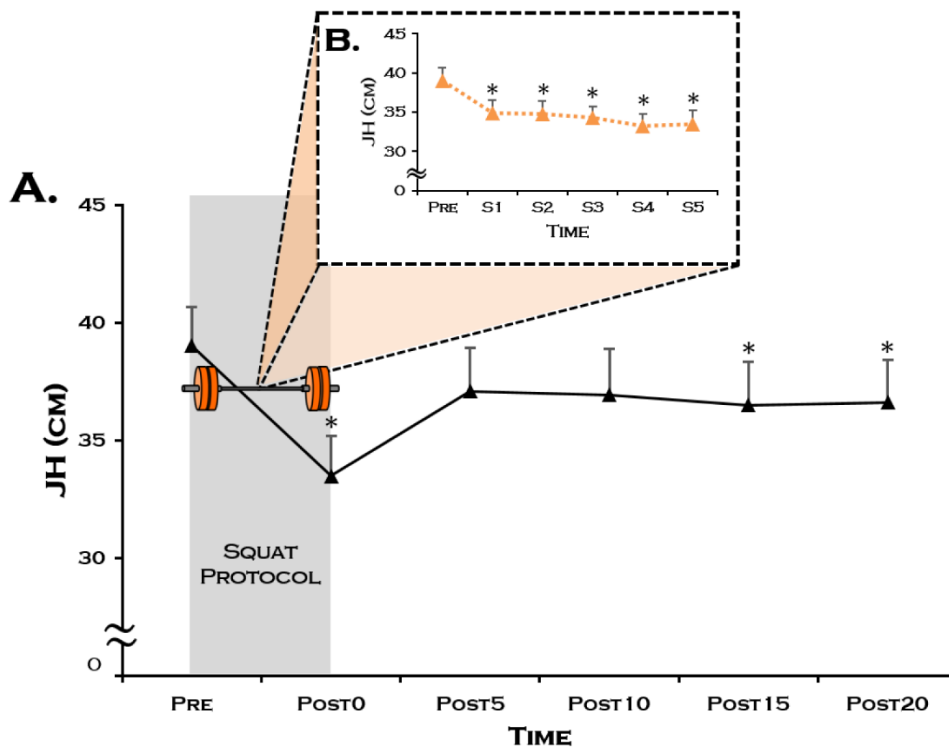 B.
45
40
35
30
0
JH (CM)
*
*
*
*
*
PRE S1 S2 S3 S4 S5
TIME
A.
45
40
35
30
0
JH (CM)
*
*
*
SQUAT
PROTOCOL
PRE POST0 POST5 POST10 POST15 POST20
TIME